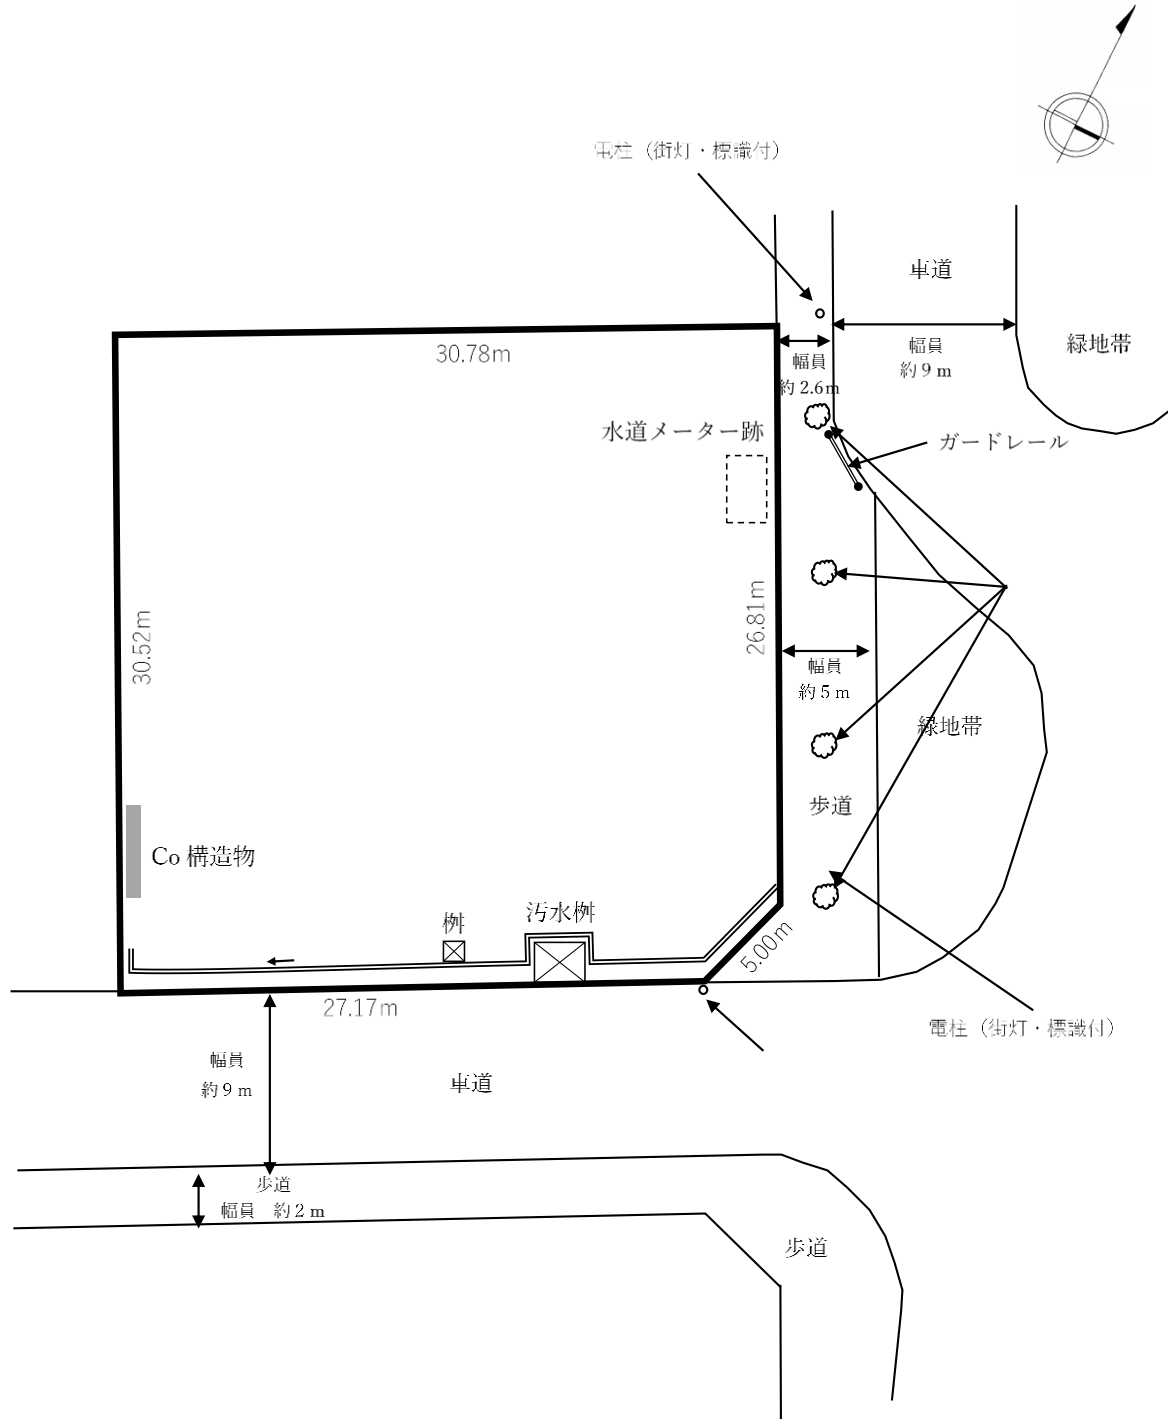 電柱（街灯・標識付）
車道
緑地帯
30.78m
幅員
約 2.6m
幅員
約 9 m
水道メーター跡
ガードレール
30.52m
26.81m
幅員
約 5 m
緑地帯
歩道
Co 構造物
桝
汚水桝
5.00m
27.17m
電柱（街灯・標識付）
幅員
約 9 m
車道
歩道
幅員　約 2 m
歩道